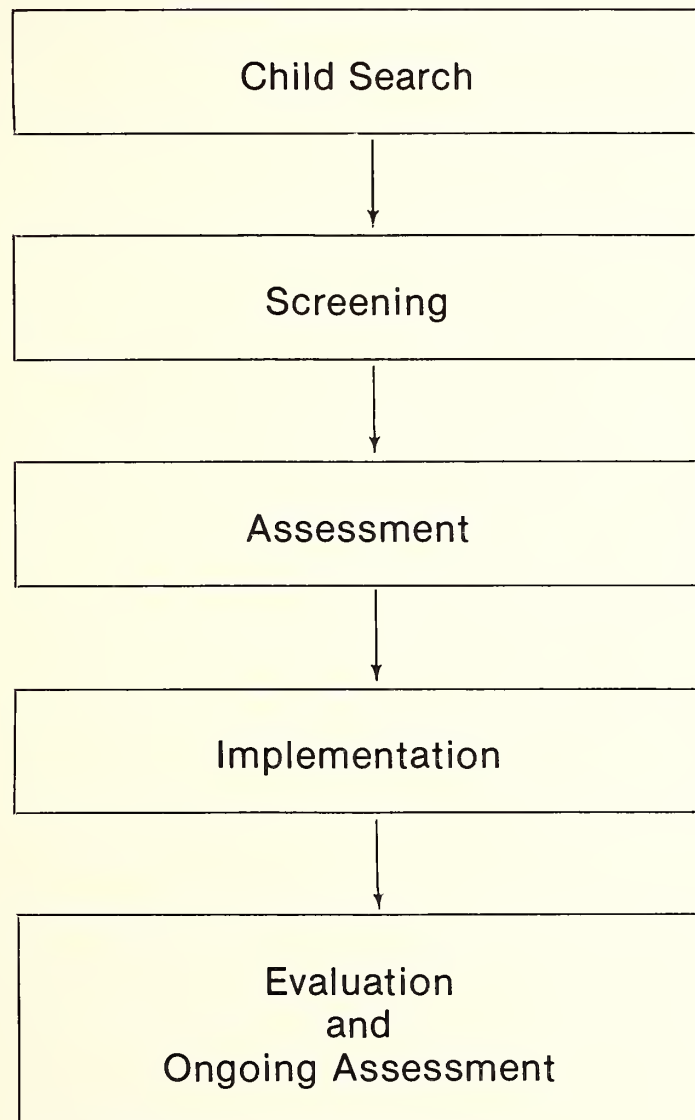 Child Search
Screening
Assessment
Implementation
Evaluation
and
Ongoing Assessment